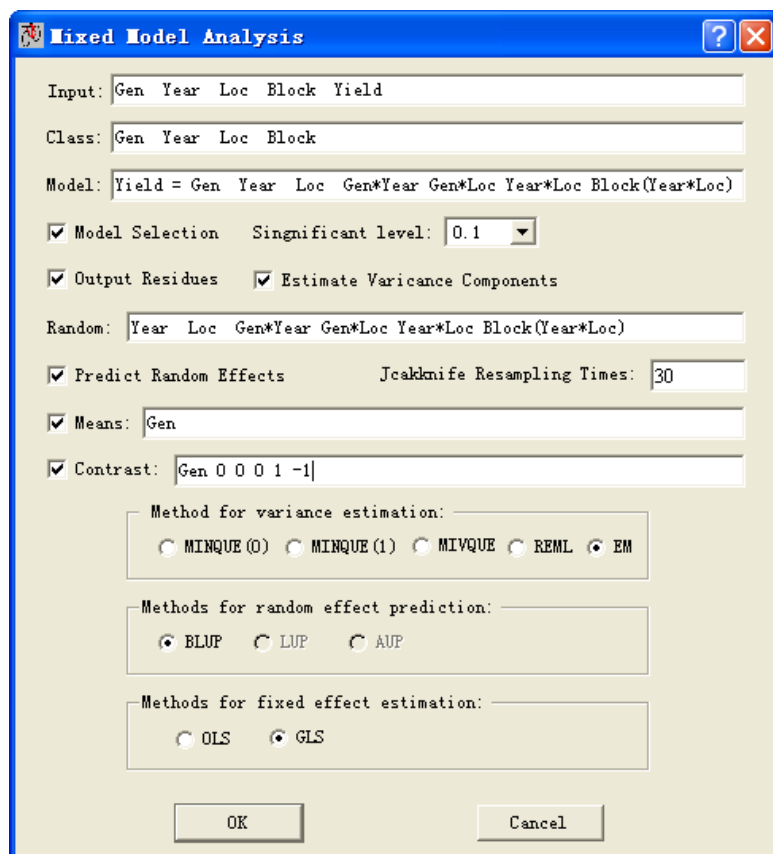 Mixed Model Analysis
Input: Gen Year Loc Block Yield
Class: Gen Year Loc Block
Model: Yield = Gen Year Loc Gen*Year Gen*Loc Year*Loc Block(Year*Loc)
Model Selection Singnificant level: 0.1
Output Residues Estimate Varicance Components
Random: Year Loc Gen*Year Gen*Loc Year*Loc Block(Year*Loc)
Predict Random Effects Jcakknife Resampling Times: 30
Means: Gen
Contrast: Gen 0 0 0 1 -1
Method for variance estimation:
MINQUE(0) MINQUE(1) MIVQUE REML EM
Methods for random effect prediction:
BLUP LUP AUP
Methods for fixed effect estimation:
OLS GLS
OK Cancel